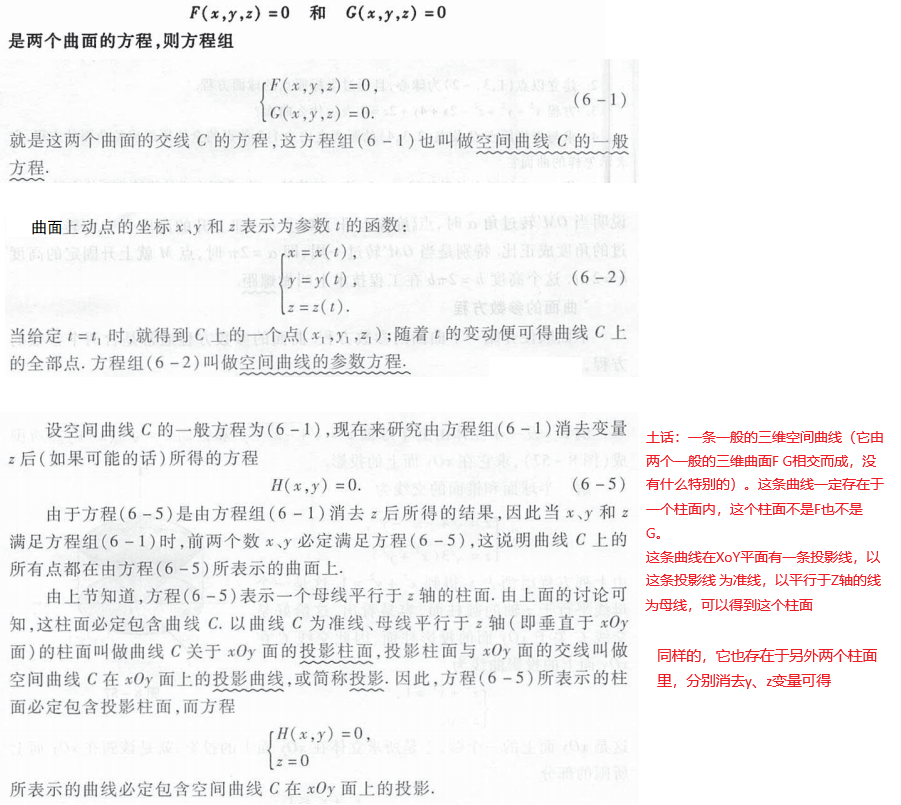 F(x,y,z)=0 和 G(x,y,z)=0
是两个曲面的方程,则方程组
F(x,y,z)=0,
G(x,y,z)=0.
(6-1)
就是这两个曲面的交线 C 的方程,这方程组(6-1)也叫做空间曲线 C 的一般
方程.
曲面上动点的坐标 x、y 和 z 表示为参数 t 的函数:
x=x(t),
y=y(t),
z=z(t).
(6-2)
当给定 t=t₁ 时,就得到 C 上的一个点(x₁,y₁,z₁);随着 t 的变动便可得曲线 C 上
的全部点. 方程组(6-2)叫做空间曲线的参数方程.
设空间曲线 C 的一般方程为(6-1),现在来研究由方程组(6-1)消去变量
z 后(如果可能的话)所得的方程
H(x,y)=0. (6-5)
由于方程(6-5)是由方程组(6-1)消去 z 后所得的结果,因此当 x、y 和 z
满足方程组(6-1)时,前两个数 x、y 必定满足方程(6-5),这说明曲线 C 上的
所有点都在由方程(6-5)所表示的曲面上.
由上节知道,方程(6-5)表示一个母线平行于 z 轴的柱面. 由上面的讨论可
知,这柱面必定包含曲线 C. 以曲线 C 为准线、母线平行于 z 轴(即垂直于 xOy
面)的柱面叫做曲线 C 关于 xOy 面的投影柱面,投影柱面与 xOy 面的交线叫做
空间曲线 C 在 xOy 面上的投影曲线,或简称投影. 因此,方程(6-5)所表示的柱
面必定包含投影柱面,而方程
H(x,y)=0,
z=0
所表示的曲线必定包含空间曲线 C 在 xOy 面上的投影.
土话:一条一般的三维空间曲线(它由
两个一般的三维曲面F G相交而成,没
有什么特别的)。这条曲线一定存在于
一个柱面内,这个柱面不是F也不是
G。
这条曲线在XoY平面有一条投影线,以
这条投影线 为准线,以平行于Z轴的线
为母线,可以得到这个柱面
同样的,它也存在于另外两个柱面
里,分别消去y、z变量可得